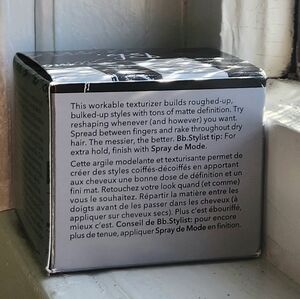 This workable texturizer builds roughed-up,
bulked-up styles with tons of matte definition. Try
reshaping whenever (and however) you want.
Spread between fingers and rake throughout dry
hair. The messier, the better. Bb.Stylist tip: For
extra hold, finish with Spray de Mode.
Cette argile modelante et texturisante permet de
créer des styles coiffés-décoiffés en apportant
aux cheveux une bonne dose de définition et un
fini mat. Retouchez votre look quand (et comme)
vous le souhaitez. Répartir la matière entre les
doigts avant de les passer dans les cheveux (à
appliquer sur cheveux secs). Plus c'est ébouriffé,
mieux c'est. Conseil de Bb.Stylist: pour encore
plus de tenue, appliquer Spray de Mode en finition.